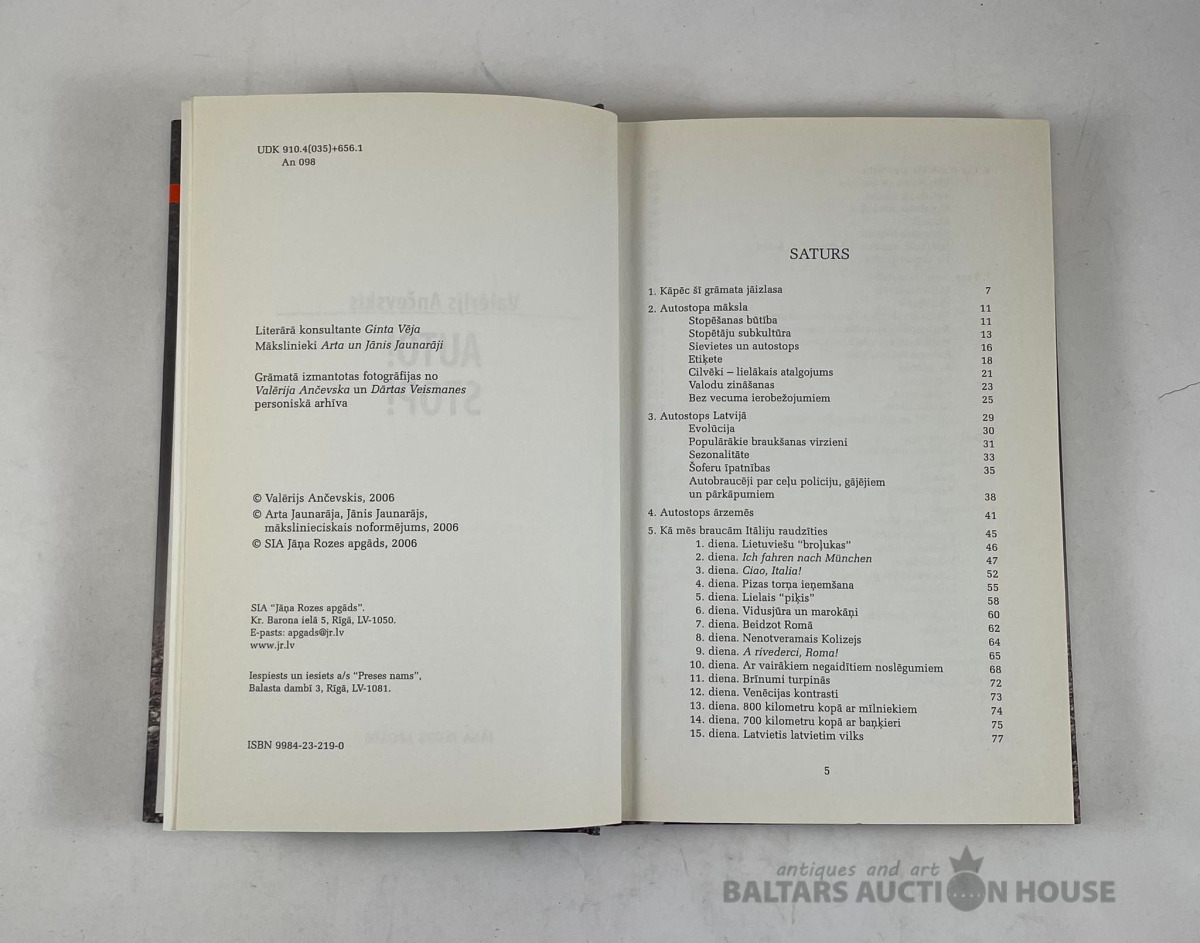 UDK 910.4(035)+656.1
An 098
Valērijs Ančevskis
AUTO!
STOP!
Literārā konsultante Ginta Vēja
Mākslinieki Arta un Jānis Jaunarāji
Grāmatā izmantotas fotogrāfijas no
Valērija Ančevska un Dārtas Veismanes
personiskā arhīva
© Valērijs Ančevskis, 2006
© Arta Jaunarāja, Jānis Jaunarājs,
mākslinieciskais noformējums, 2006
© SIA Jāņa Rozes apgāds, 2006
SIA “Jāņa Rozes apgāds”.
Kr. Barona ielā 5, Rīgā, LV-1050.
E-pasts: apgads@jr.lv
www.jr.lv
Iespiests un iesiets a/s “Preses nams”,
Balasta dambī 3, Rīgā, LV-1081.
JĀŅA ROZES APGĀDS
ISBN 9984-23-219-0
SATURS
1. Kāpēc šī grāmata jāizlasa 7
2. Autostopa māksla 11
Stopēšanas būtība 11
Stopētāju subkultūra 13
Sievietes un autostops 16
Etiķete 18
Cilvēki – lielākais atalgojums 21
Valodu zināšanas 23
Bez vecuma ierobežojumiem 25
3. Autostops Latvijā 29
Evolūcija 30
Populārākie braukšanas virzieni 31
Sezonalitāte 33
Šoferu īpatnības 35
Autobraucēji par ceļu policiju, gājējiem
un pārkāpumiem 38
4. Autostops ārzemēs 41
5. Kā mēs braucām Itāliju raudzīties 45
1. diena. Lietuviešu “broļukas” 46
2. diena. Ich fahren nach München 47
3. diena. Ciao, Italia! 52
4. diena. Pizas torņa ieņemšana 55
5. diena. Lielais “piķis” 58
6. diena. Vidusjūra un marokāņi 60
7. diena. Beidzot Romā 62
8. diena. Nenotveramais Kolizejs 64
9. diena. A rivederci, Roma! 65
10. diena. Ar vairākiem negaidītiem noslēgumiem 68
11. diena. Brīnumi turpinās 72
12. diena. Venēcijas kontrasti 73
13. diena. 800 kilometru kopā ar mīlniekiem 74
14. diena. 700 kilometru kopā ar baņķieri 75
15. diena. Latvietis latvietim vilks 77
5
antiques and art
BALTARS AUCTION HOUSE